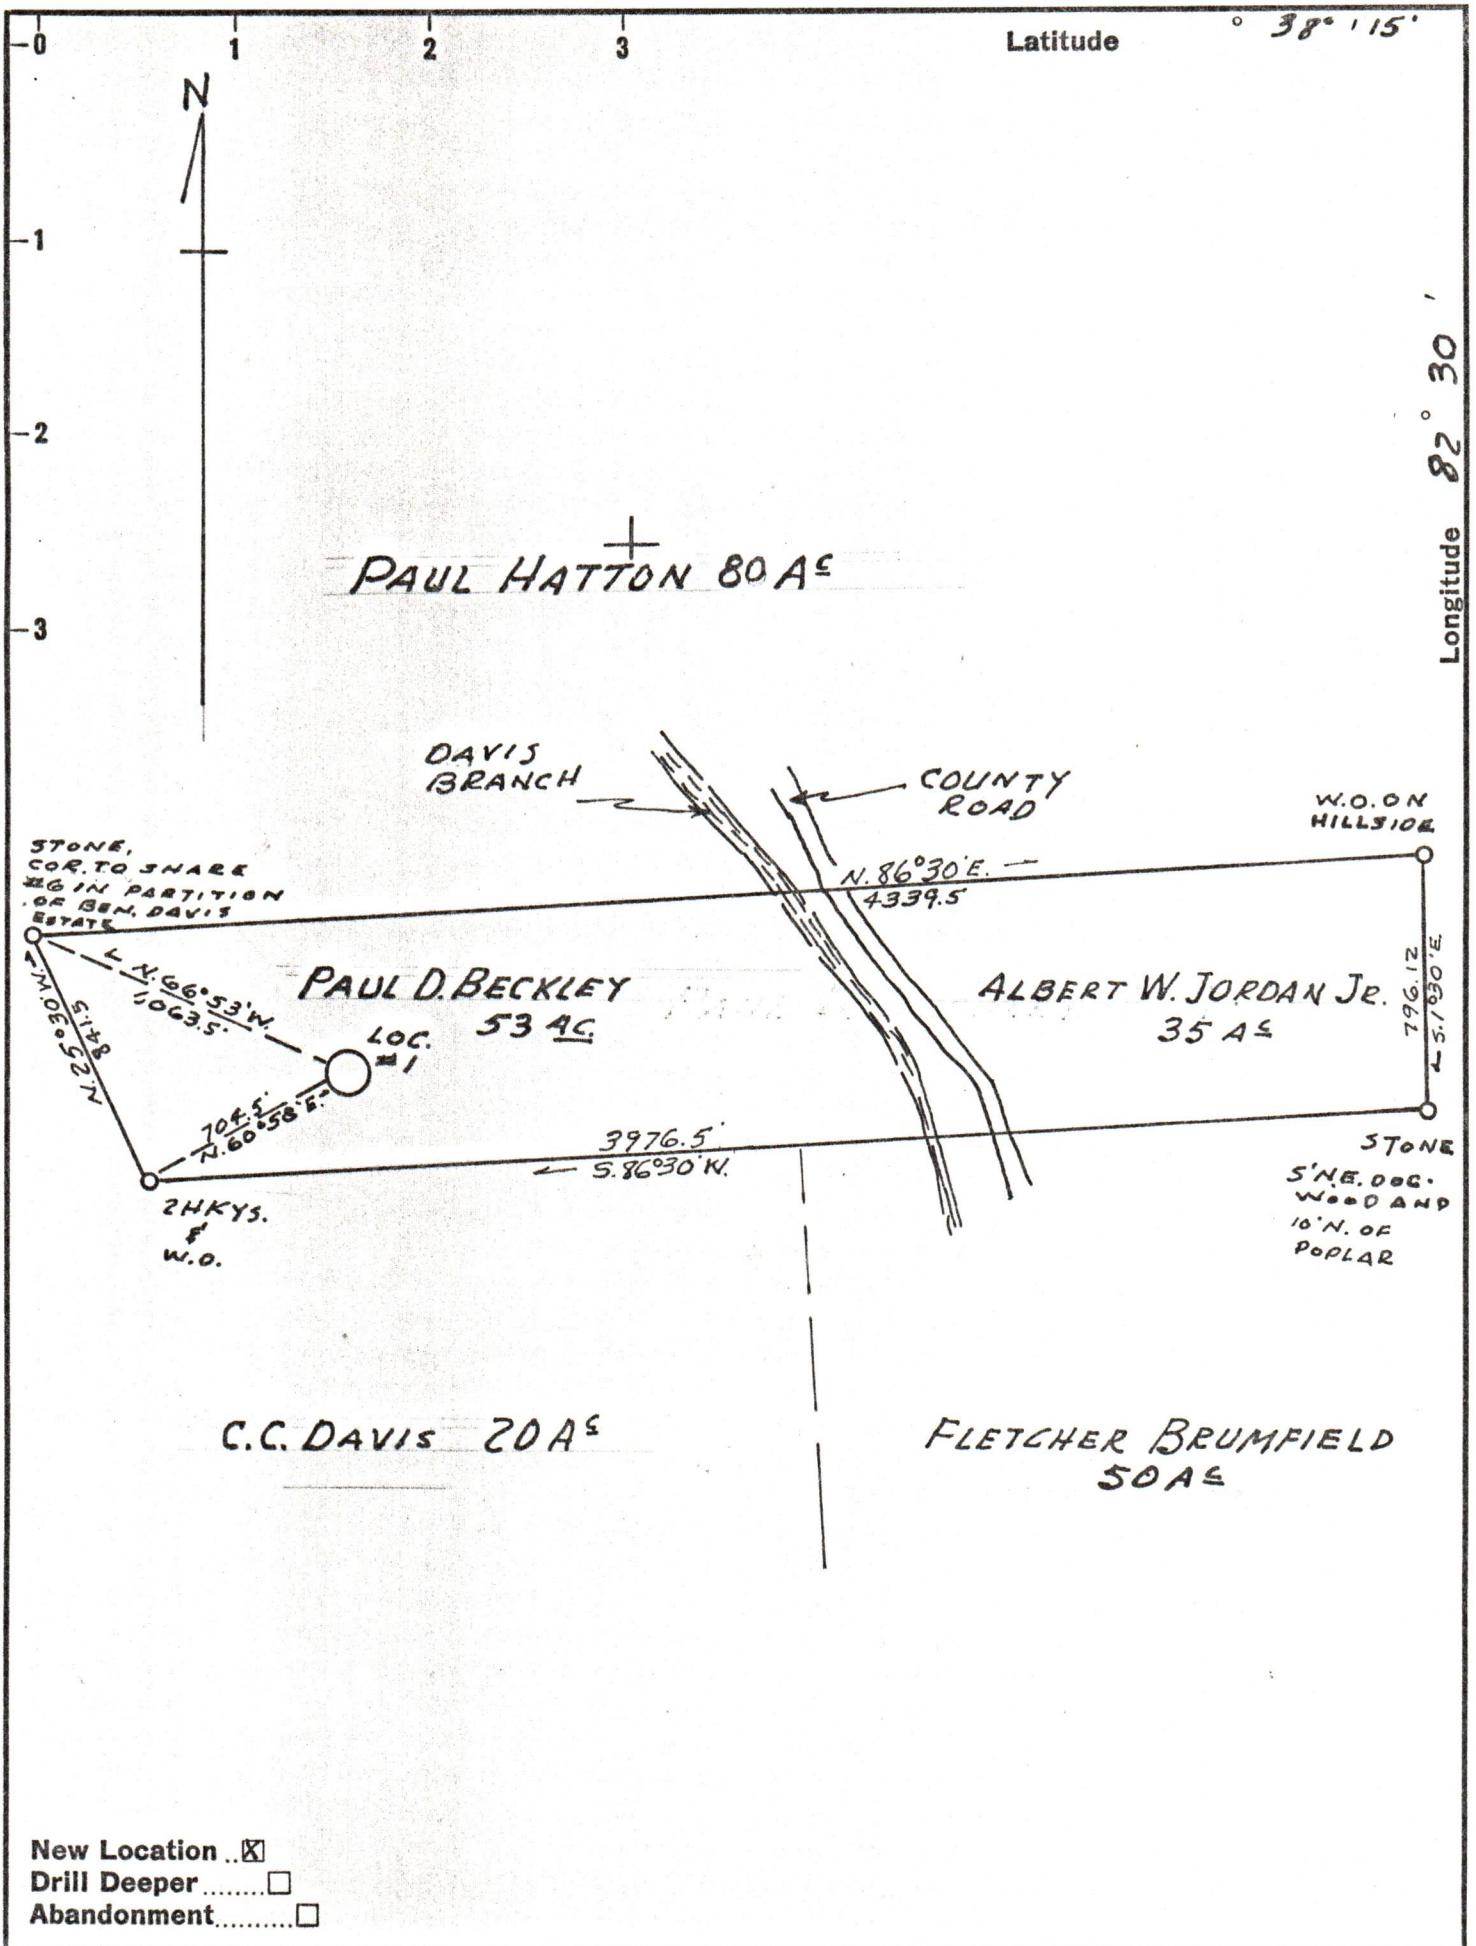 0
1
2
3
Latitude ° 38° 15'
N
1
2
3
Longitude 82° 30'
PAUL HATTON 80 Ac
DAVIS
BRANCH
COUNTY
ROAD
W.O. ON
HILLSIDE
STONE,
COR. TO SHARE
#6 IN PARTITION
OF BEN. DAVIS
ESTATE
N. 86°30'E.
4339.5
N. 66°53'W.
1063.5'
PAUL D. BECKLEY
53 AC.
ALBERT W. JORDAN JR.
35 Ac
796.12
S. 1°30'E.
N. 25°30'W.
841.5
LOC.
#1
704.5'
N. 60°58'E.
3976.5'
S. 86°30'W.
STONE
5' N.E. DOG-
WOOD AND
10' N. OF
POPLAR
2 HKYS.
&
W.O.
C.C. DAVIS 20 Ac
FLETCHER BRUMFIELD
50 Ac
New Location ..☒
Drill Deeper ........☐
Abandonment..........☐